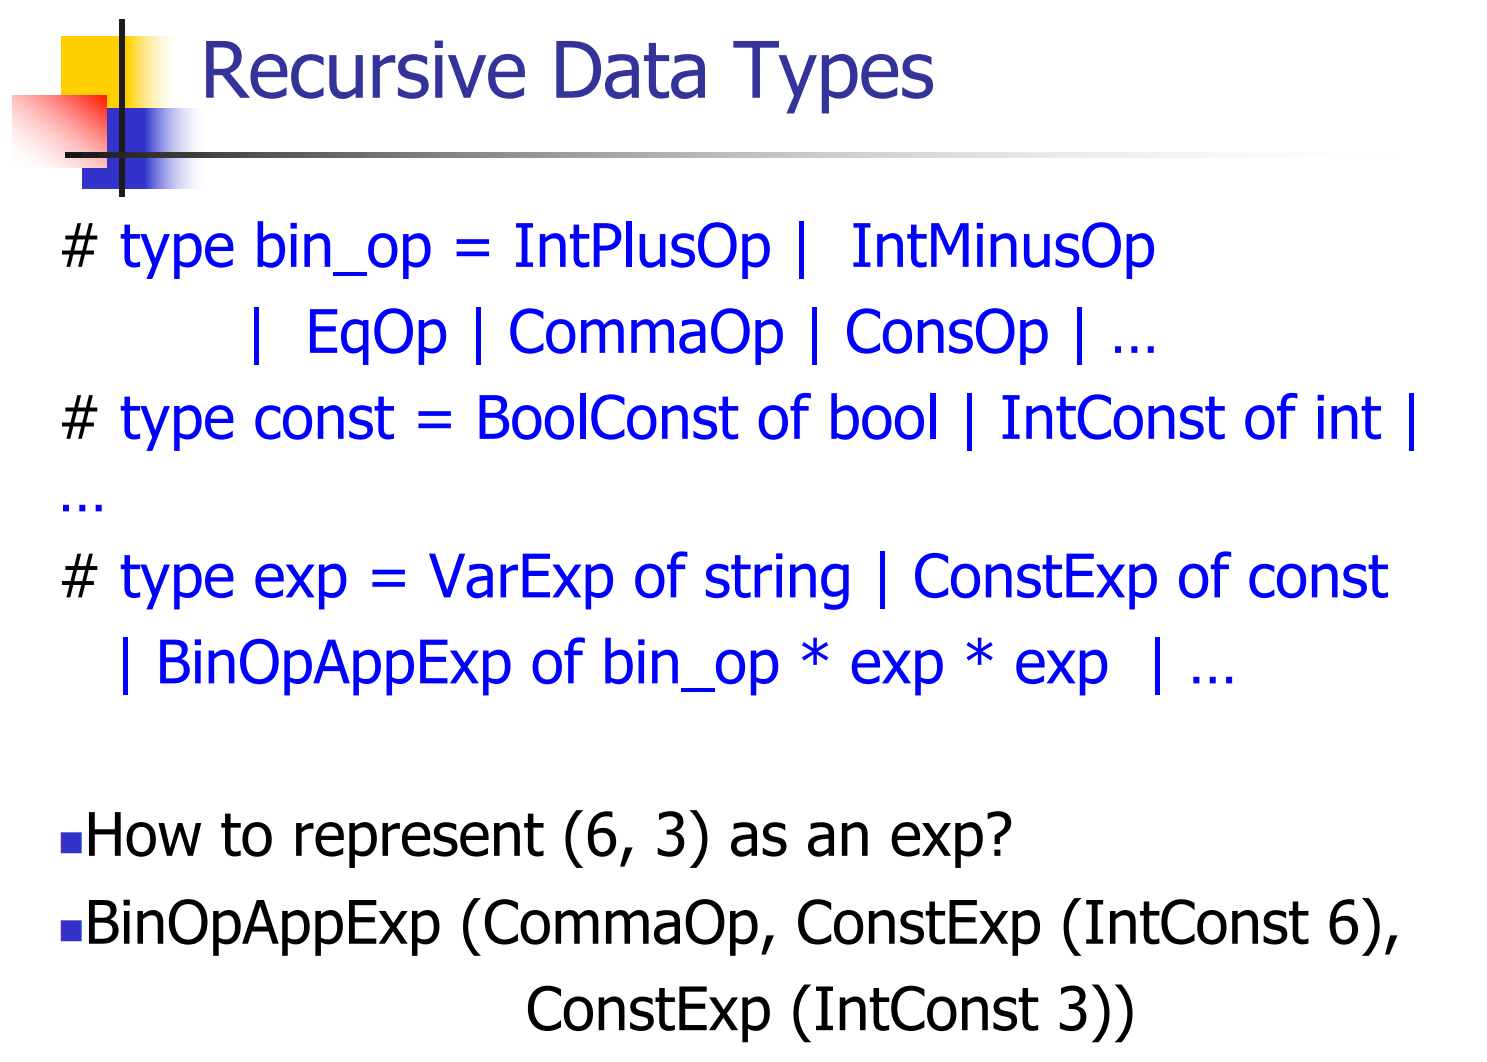 Recursive Data Types
# type bin_op = IntPlusOp | IntMinusOp
| EqOp | CommaOp | ConsOp | …
# type const = BoolConst of bool | IntConst of int |
…
# type exp = VarExp of string | ConstExp of const
| BinOpAppExp of bin_op * exp * exp | …
How to represent (6, 3) as an exp?
BinOpAppExp (CommaOp, ConstExp (IntConst 6),
ConstExp (IntConst 3))